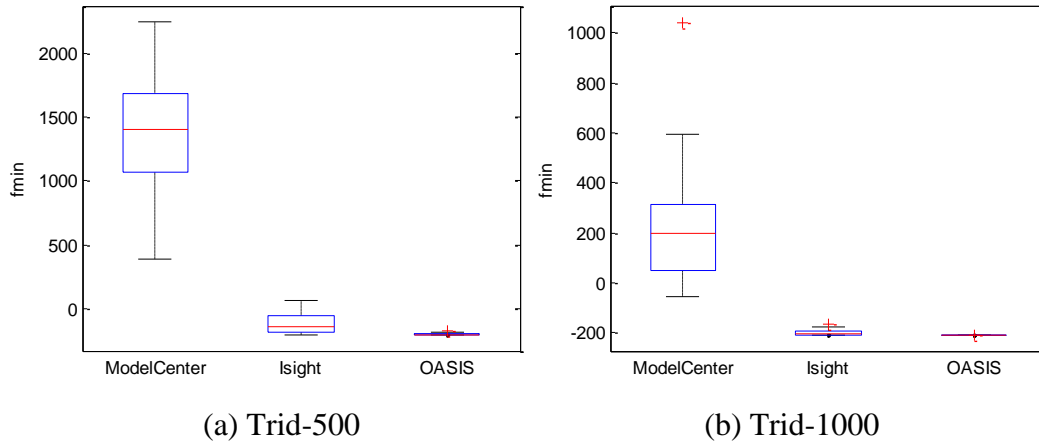 2000
1500
1000
500
0
fmin
ModelCenter Isight OASIS
(a) Trid-500
1000
800
600
400
200
0
-200
fmin
ModelCenter Isight OASIS
(b) Trid-1000